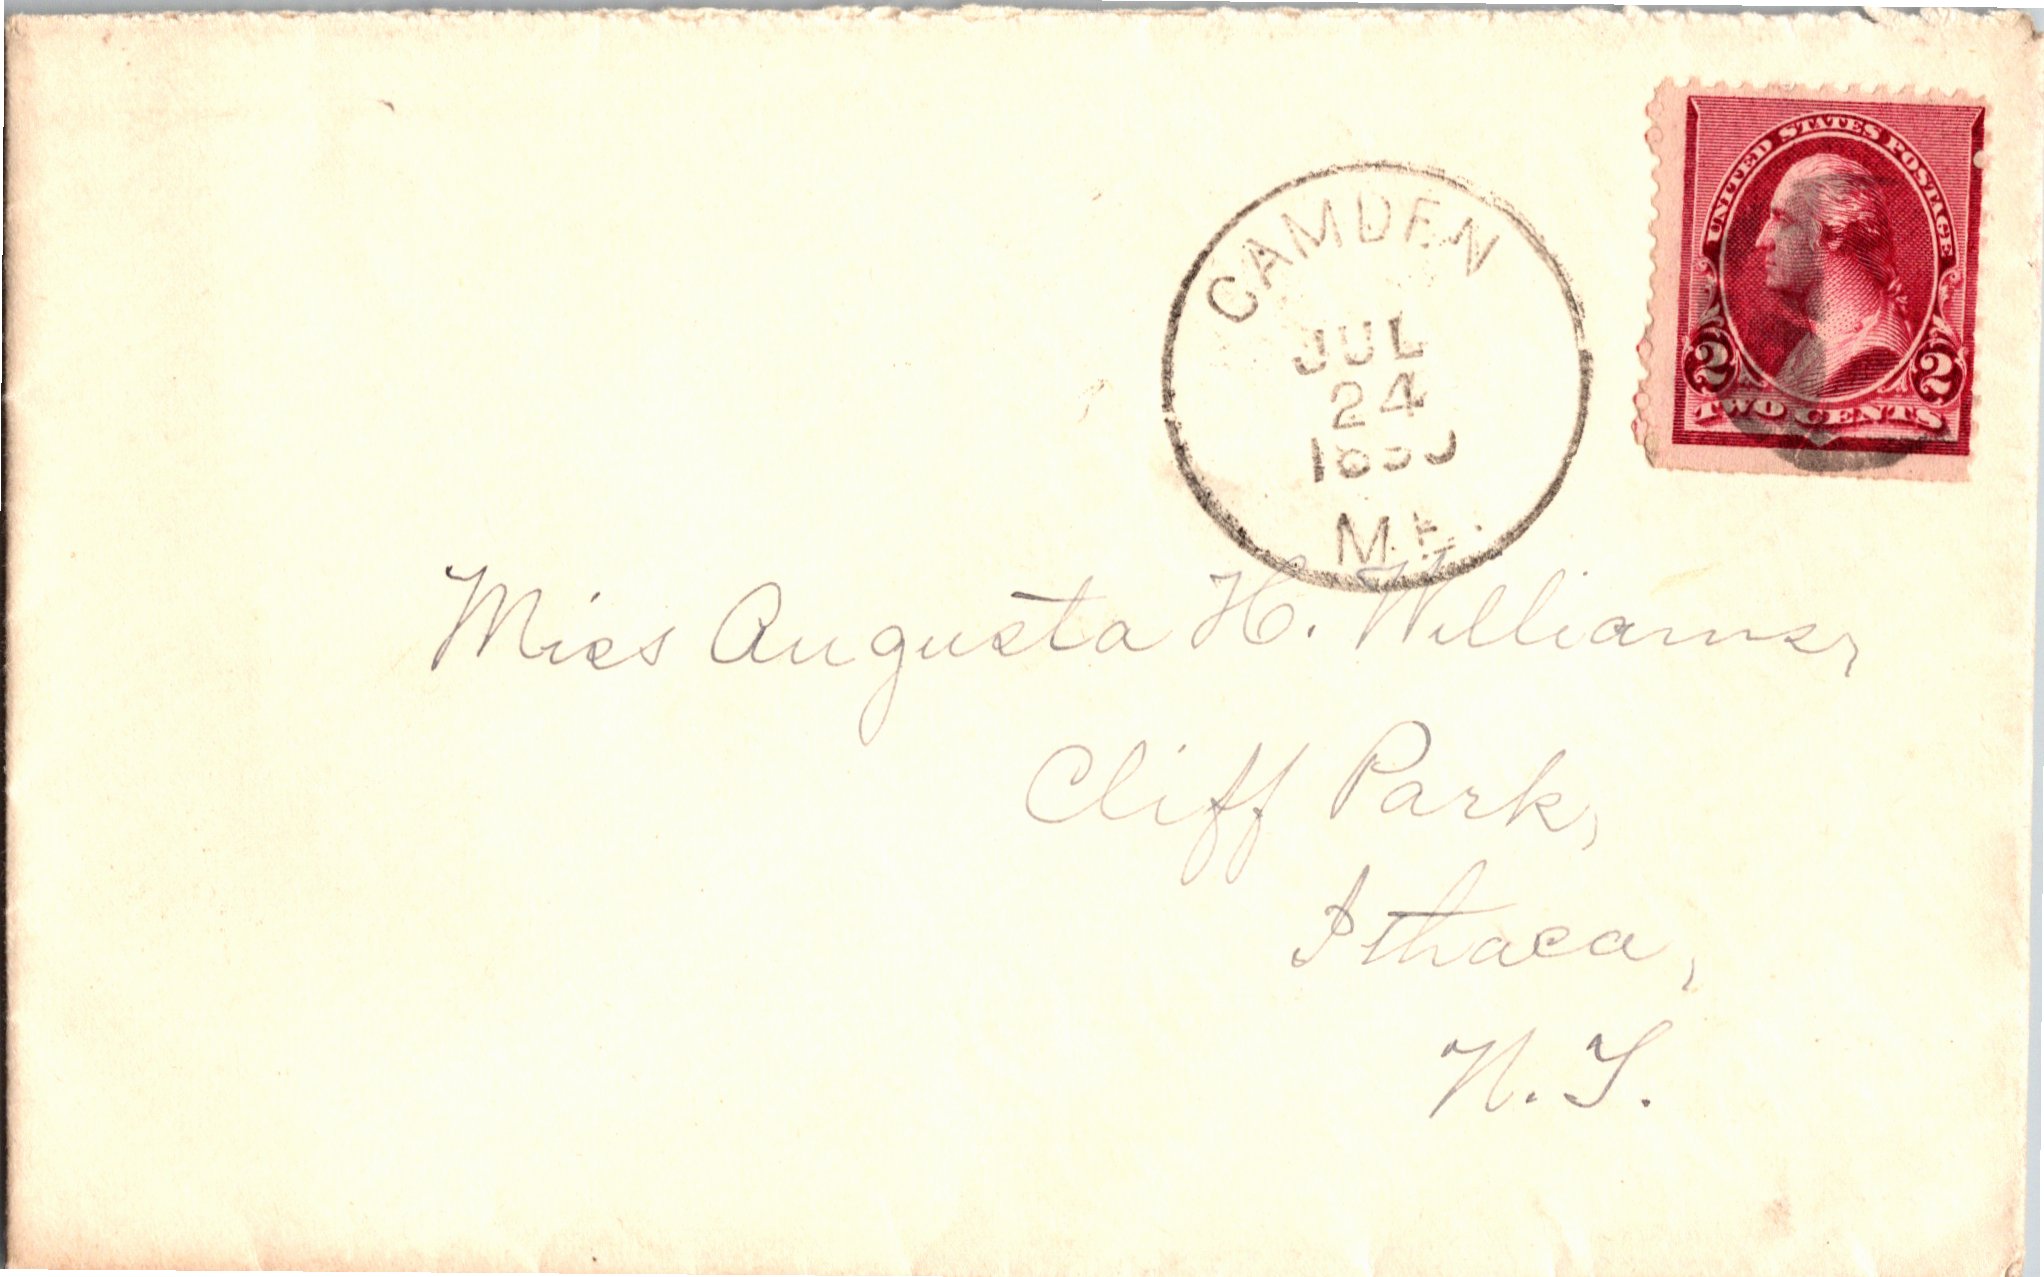 UNITED STATES POSTAGE
2 2
TWO CENTS
CAMDEN
JUL
24
ME.
Miss Augusta H. Williams,
Cliff Park,
Ithaca,
N.Y.